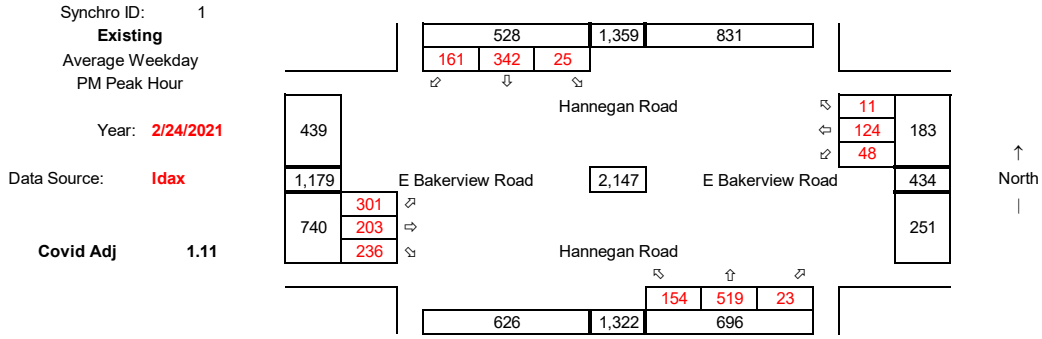 Synchro ID: 1
Existing
Average Weekday
PM Peak Hour
Year: 2/24/2021
Data Source: Idax
Covid Adj 1.11
528 1,359 831
161 342 25
Hannegan Road
11
439 124 183
48
1,179 E Bakerview Road 2,147 E Bakerview Road 434 North
301
740 203 251
236
Hannegan Road
154 519 23
626 1,322 696